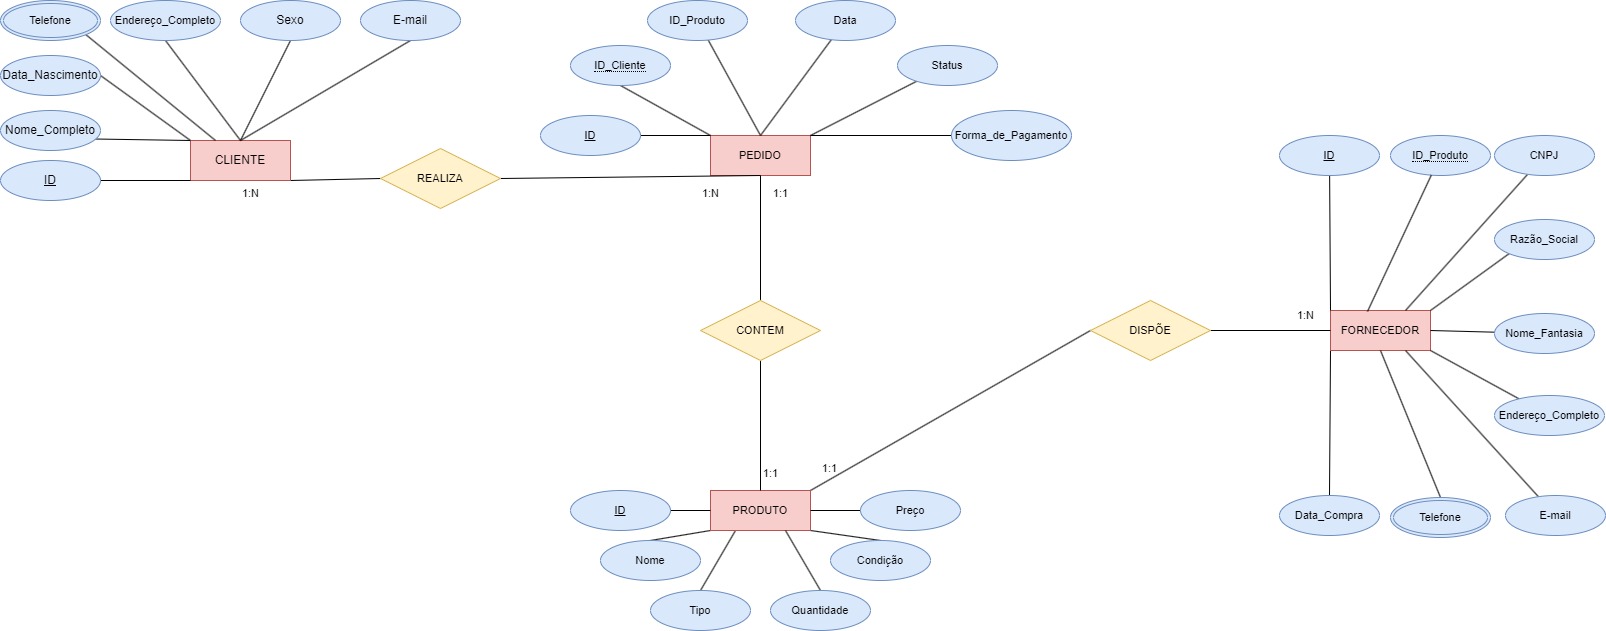 Telefone
Endereço_Completo
Sexo
E-mail
Data_Nascimento
Nome_Completo
ID
CLIENTE
1:N
REALIZA
ID_Produto
Data
ID_Cliente
Status
ID
Forma_de_Pagamento
PEDIDO
1:N
1:1
CONTEM
1:1
1:1
DISPÕE
1:N
ID
ID_Produto
CNPJ
Razão_Social
FORNECEDOR
Nome_Fantasia
Endereço_Completo
Data_Compra
Telefone
E-mail
ID
PRODUTO
Preço
Nome
Condição
Tipo
Quantidade